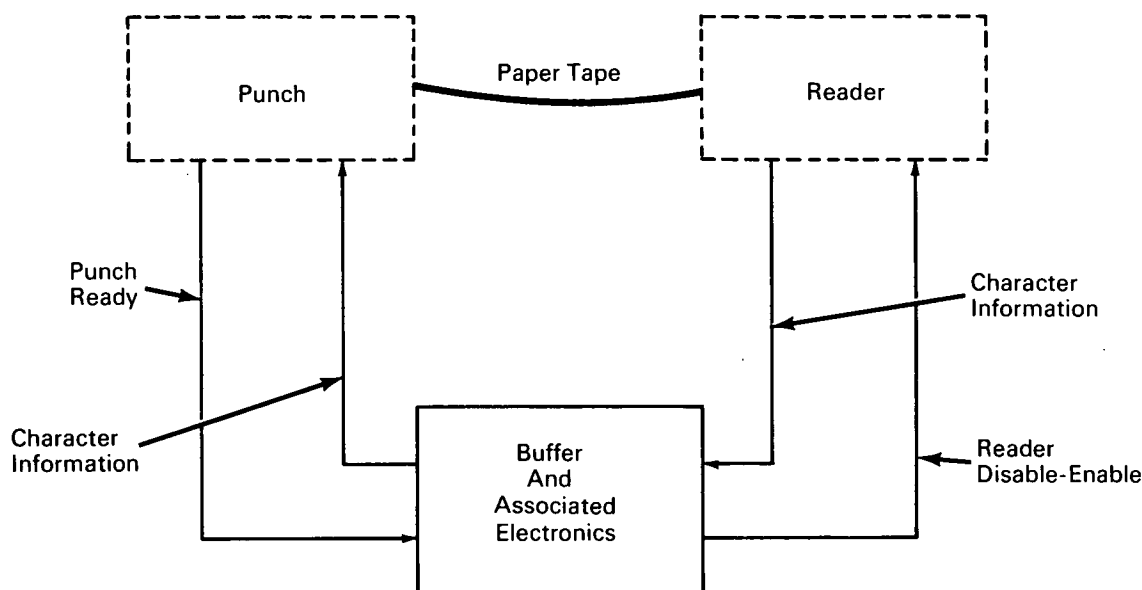 Punch
Paper Tape
Reader
Punch
Ready
Character
Information
Character
Information
Buffer
And
Associated
Electronics
Reader
Disable-Enable